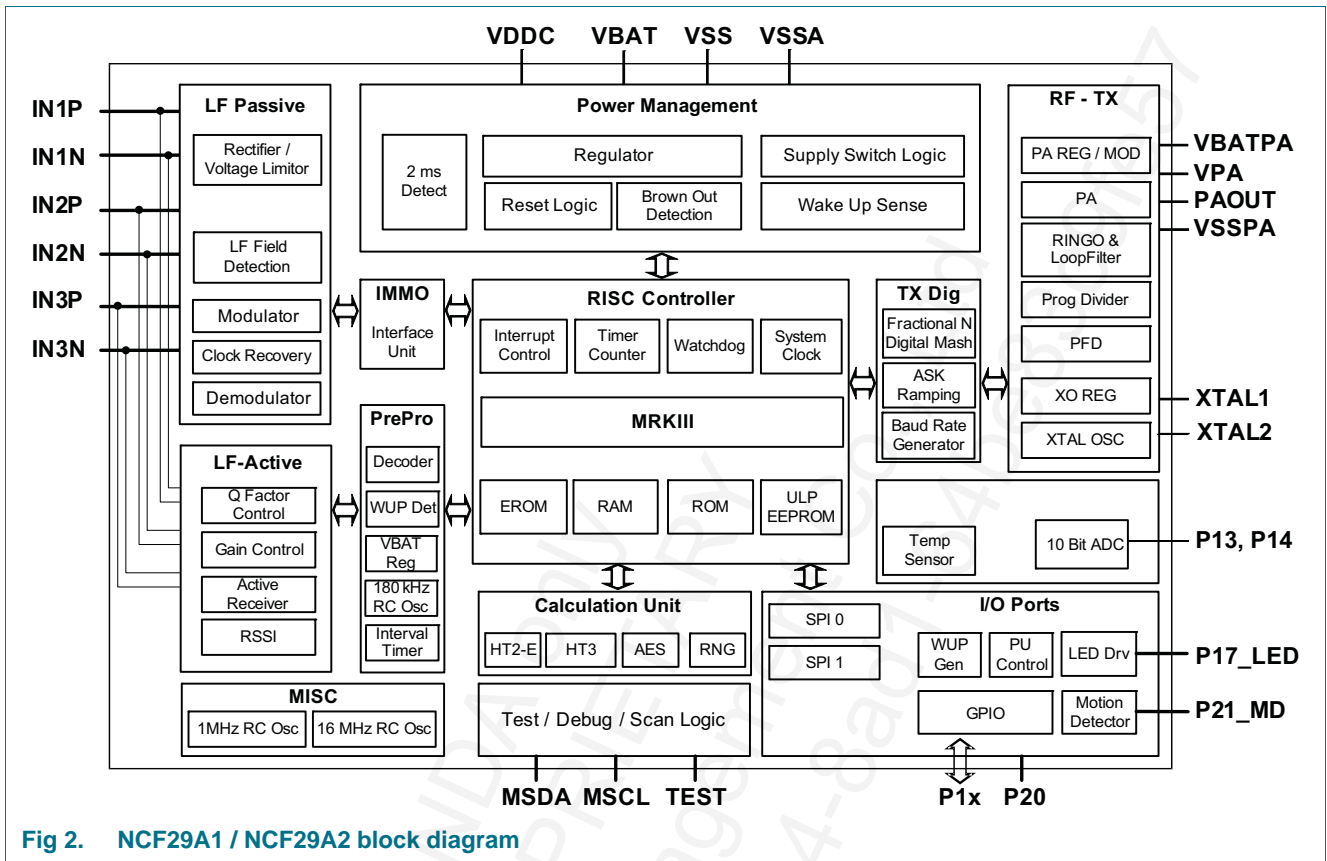 VDDC VBAT VSS VSSA
IN1P
IN1N
IN2P
IN2N
IN3P
IN3N
LF Passive
Rectifier /
Voltage Limitor
LF Field
Detection
Modulator
Clock Recovery
Demodulator
Power Management
2 ms
Detect
Regulator
Supply Switch Logic
Reset Logic
Brown Out
Detection
Wake Up Sense
RF - TX
PA REG / MOD
PA
RINGO &
LoopFilter
Prog Divider
PFD
XO REG
XTAL OSC
VBATPA
VPA
PAOUT
VSSPA
XTAL1
XTAL2
IMMO
Interface
Unit
RISC Controller
Interrupt
Control
Timer
Counter
Watchdog
System
Clock
MRKIII
EROM
RAM
ROM
ULP
EEPROM
TX Dig
Fractional N
Digital Mash
ASK
Ramping
Baud Rate
Generator
LF-Active
Q Factor
Control
Gain Control
Active
Receiver
RSSI
PrePro
Decoder
WUP Det
VBAT
Reg
180 kHz
RC Osc
Interval
Timer
Temp
Sensor
10 Bit ADC
P13, P14
Calculation Unit
HT2-E
HT3
AES
RNG
I/O Ports
SPI 0
SPI 1
WUP
Gen
PU
Control
LED Drv
GPIO
Motion
Detector
P17_LED
P21_MD
MISC
1MHz RC Osc
16 MHz RC Osc
Test / Debug / Scan Logic
MSDA MSCL TEST
P1x P20
Fig 2. NCF29A1 / NCF29A2 block diagram